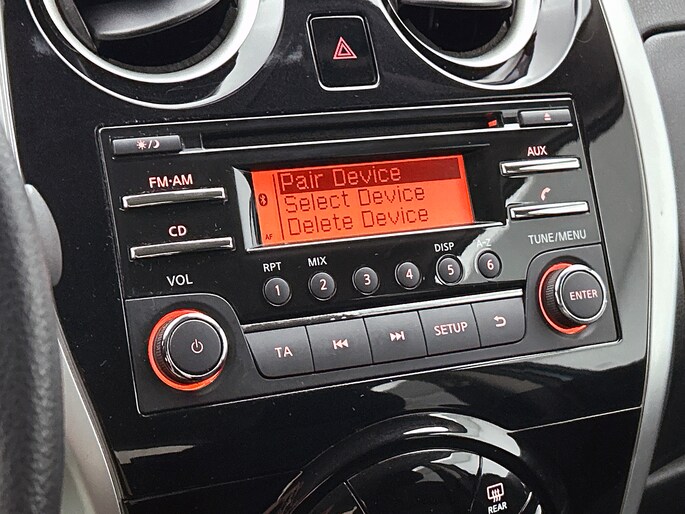 AUX
FM·AM
Pair Device
Select Device
Delete Device
AF
CD
VOL
RPT MIX DISP A-Z
1 2 3 4 5 6
TUNE/MENU
ENTER
TA SETUP
REAR